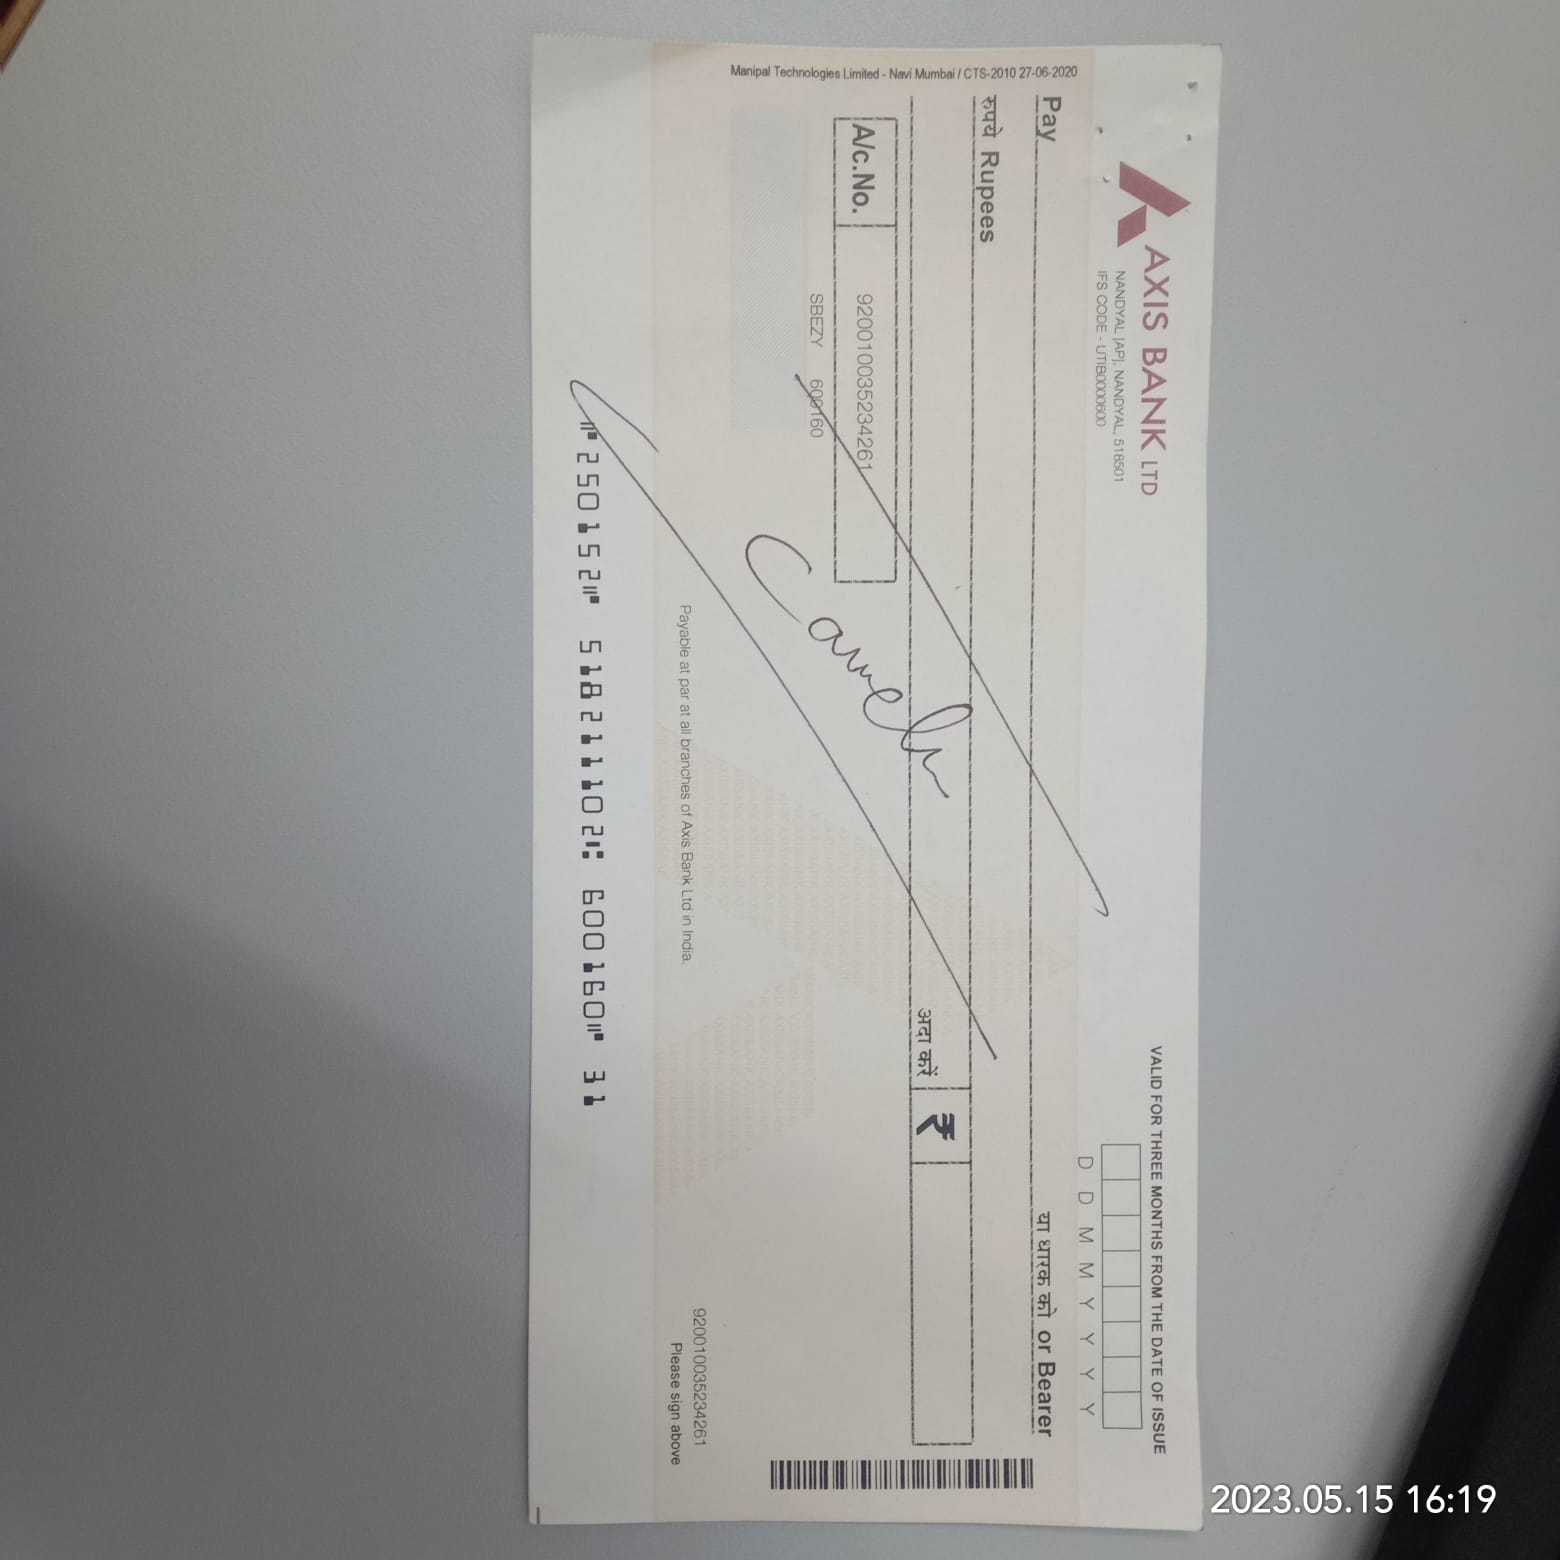 AXIS BANK LTD
NANDYAL [AP], NANDYAL, 518501
IFS CODE - UTIB0000600
VALID FOR THREE MONTHS FROM THE DATE OF ISSUE
D D M M Y Y Y Y
Pay
या धारक को or Bearer
रुपये Rupees
अदा करें ₹
A/c.No. 920010035234261
SBEZY 600160
Manipal Technologies Limited - Navi Mumbai / CTS-2010 27-06-2020
920010035234261
Payable at par at all branches of Axis Bank Ltd in India.
Please sign above
⑈250152⑈ 518211102⑆ 600160⑈ 31
2023.05.15 16:19